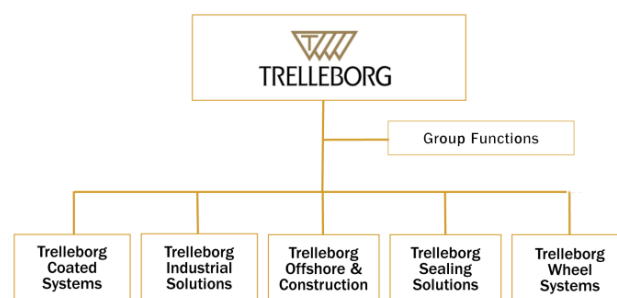 T
TRELLEBORG
Group Functions
Trelleborg
Coated
Systems
Trelleborg
Industrial
Solutions
Trelleborg
Offshore &
Construction
Trelleborg
Sealing
Solutions
Trelleborg
Wheel
Systems